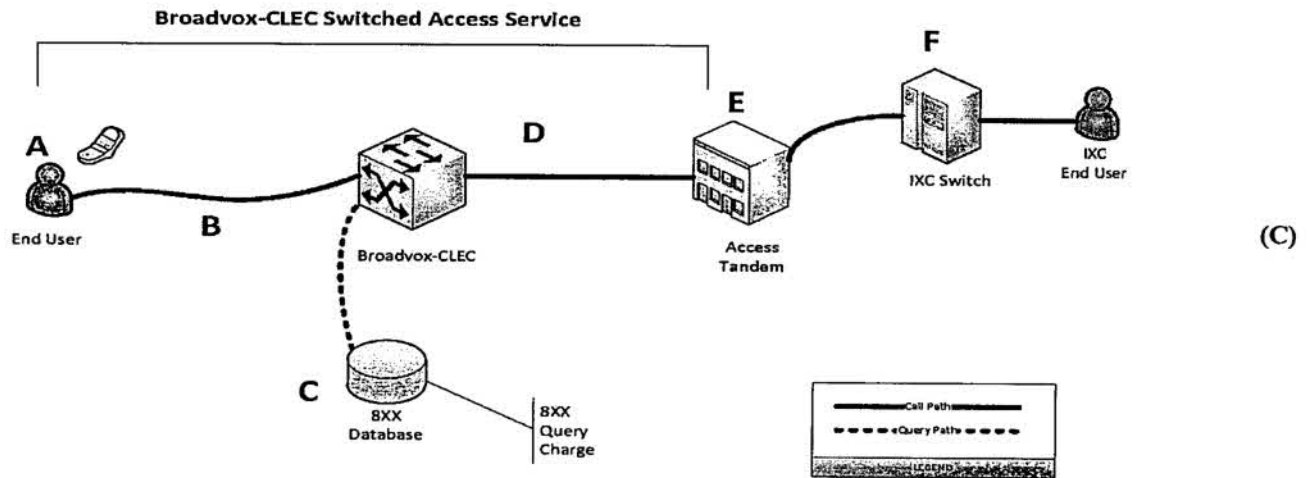 Broadvox-CLEC Switched Access Service
F
E
A
D
B
IXC
End User
IXC Switch
End User
Broadvox-CLEC
Access
Tandem
(C)
C
8XX
Database
8XX
Query
Charge
Call Path
Query Path
LEGEND